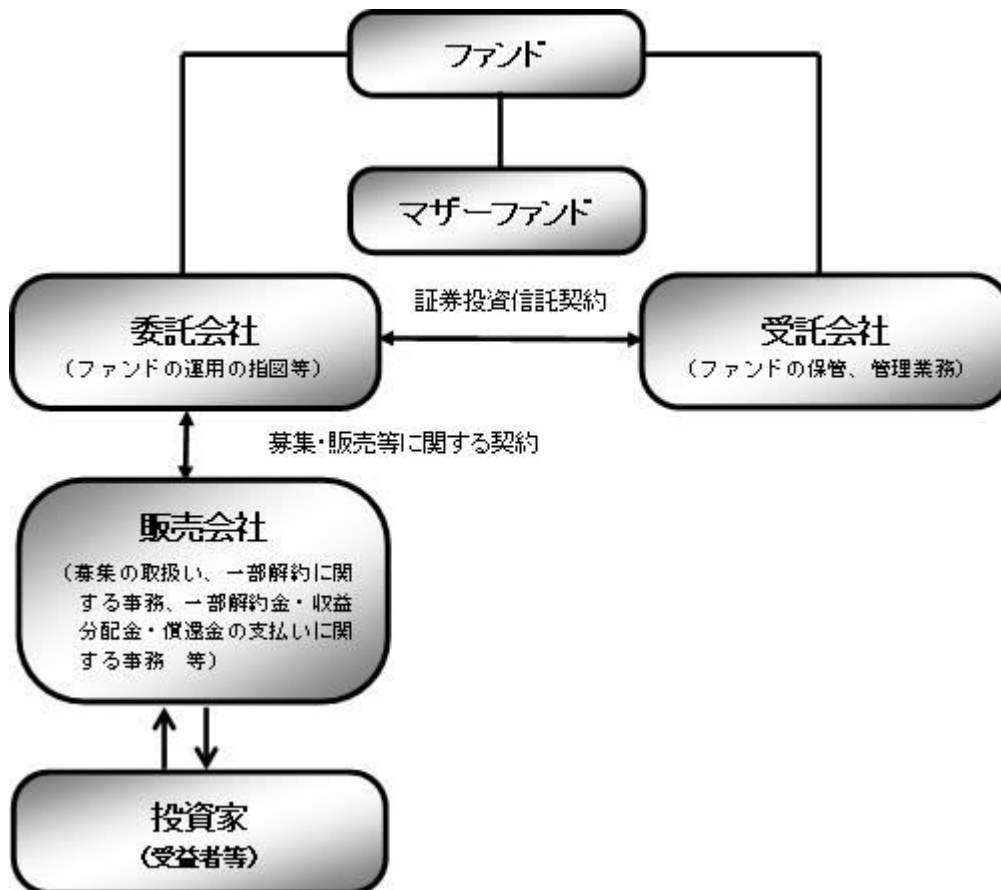 ファンド
マザーファンド
証券投資信託契約
委託会社
（ファンドの運用の指図等）
受託会社
（ファンドの保管、管理業務）
募集・販売等に関する契約
販売会社
（募集の取扱い、一部解約に関
する事務、一部解約金・収益
分配金・償還金の支払いに関
する事務　等）
投資家
（受益者等）